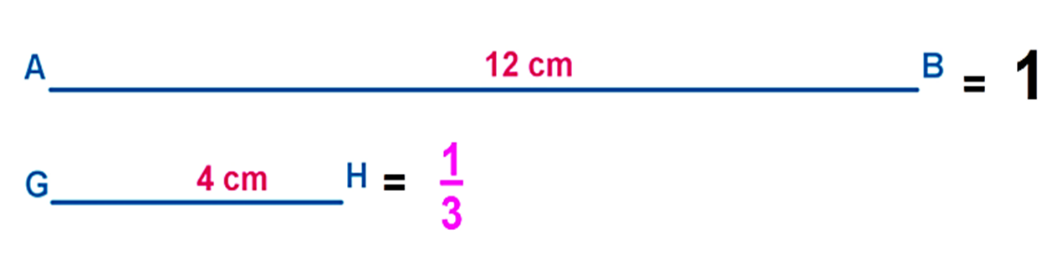 A 12 cm B = 1
G 4 cm H = 1/3